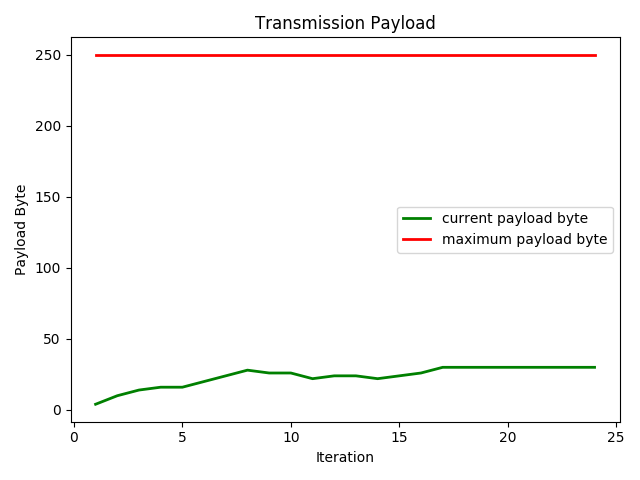 Transmission Payload
250
200
150
100
50
0
Payload Byte
current payload byte
maximum payload byte
0 5 10 15 20 25
Iteration